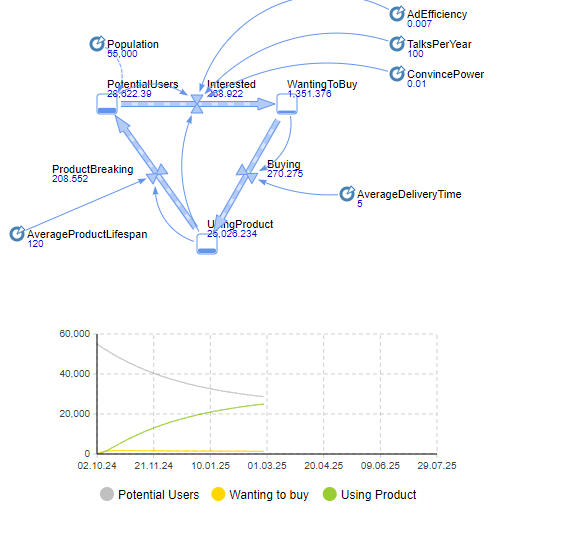 AdEfficiency
0.007
Population
55,000
TalksPerYear
100
ConvincePower
0.01
PotentialUsers
28,622.39
Interested
WantingToBuy
1,351.376
ProductBreaking
208.552
Buying
270.275
AverageDeliveryTime
5
UsingProduct
25,026.234
AverageProductLifespan
120
60,000
40,000
20,000
0
02.10.24 21.11.24 10.01.25 01.03.25 20.04.25 09.06.25 29.07.25
Potential Users Wanting to buy Using Product